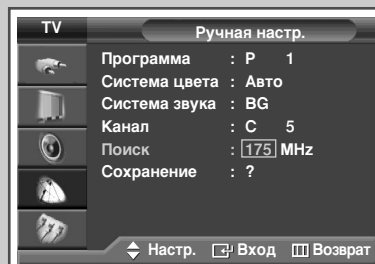 TV
Ручная настр.
Программа : P 1
Система цвета : Авто
Система звука : BG
Канал : C 5
Поиск : 175 MHz
Сохранение : ?
Настр. Вход Возврат